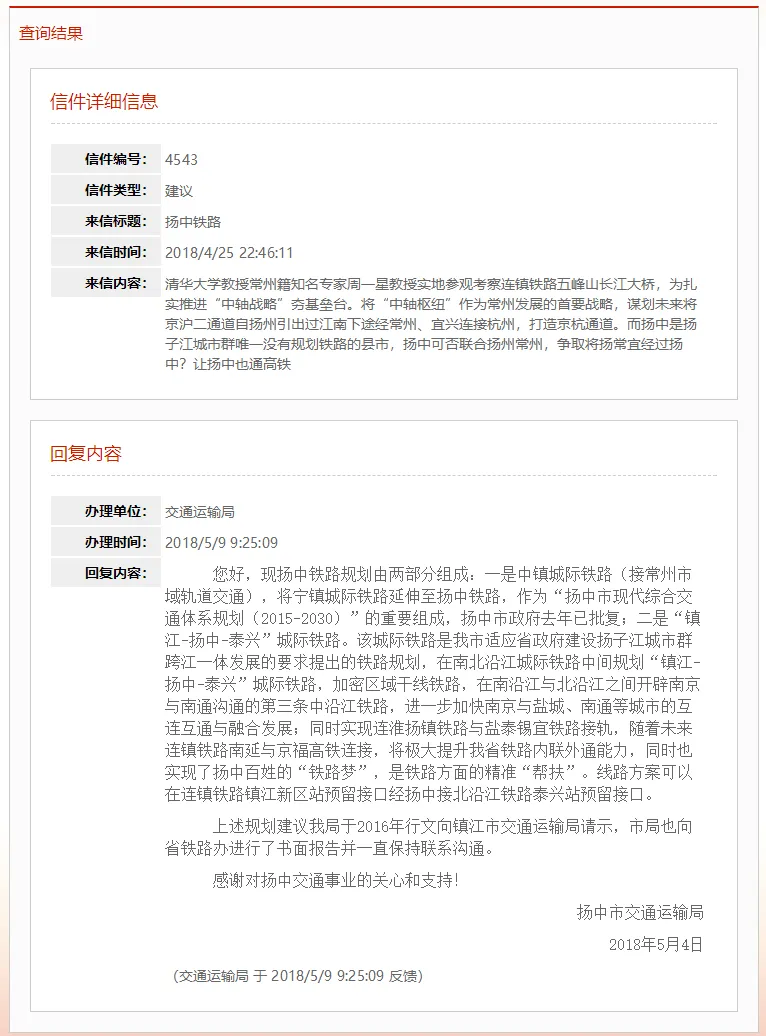 查询结果
信件详细信息
信件编号： 4543
信件类型： 建议
来信标题： 扬中铁路
来信时间： 2018/4/25 22:46:11
来信内容： 清华大学教授常州籍知名专家周一星教授实地参观考察连镇铁路五峰山长江大桥，为扎
实推进“中轴战略”夯基垒台。将“中轴枢纽”作为常州发展的首要战略，谋划未来将
京沪二通道自扬州引出过江南下途经常州、宜兴连接杭州，打造京杭通道。而扬中是扬
子江城市群唯一没有规划铁路的县市，扬中可否联合扬州常州，争取将扬常宜经过扬
中？让扬中也通高铁
回复内容
办理单位： 交通运输局
办理时间： 2018/5/9 9:25:09
回复内容： 您好，现扬中铁路规划由两部分组成：一是中镇城际铁路（接常州市
域轨道交通），将宁镇城际铁路延伸至扬中铁路，作为“扬中市现代综合交
通体系规划（2015-2030）”的重要组成，扬中市政府去年已批复；二是“镇
江-扬中-泰兴”城际铁路。该城际铁路是我市适应省政府建设扬子江城市群
跨江一体发展的要求提出的铁路规划，在南北沿江城际铁路中间规划“镇江-
扬中-泰兴”城际铁路，加密区域干线铁路，在南沿江与北沿江之间开辟南京
与南通沟通的第三条中沿江铁路，进一步加快南京与盐城、南通等城市的互
连互通与融合发展；同时实现连淮扬镇铁路与盐泰锡宜铁路接轨，随着未来
连镇铁路南延与京福高铁连接，将极大提升我省铁路内联外通能力，同时也
实现了扬中百姓的“铁路梦”，是铁路方面的精准“帮扶”。线路方案可以
在连镇铁路镇江新区站预留接口经扬中接北沿江铁路泰兴站预留接口。
上述规划建议我局于2016年行文向镇江市交通运输局请示，市局也向
省铁路办进行了书面报告并一直保持联系沟通。
感谢对扬中交通事业的关心和支持！
扬中市交通运输局
2018年5月4日
（交通运输局 于 2018/5/9 9:25:09 反馈）